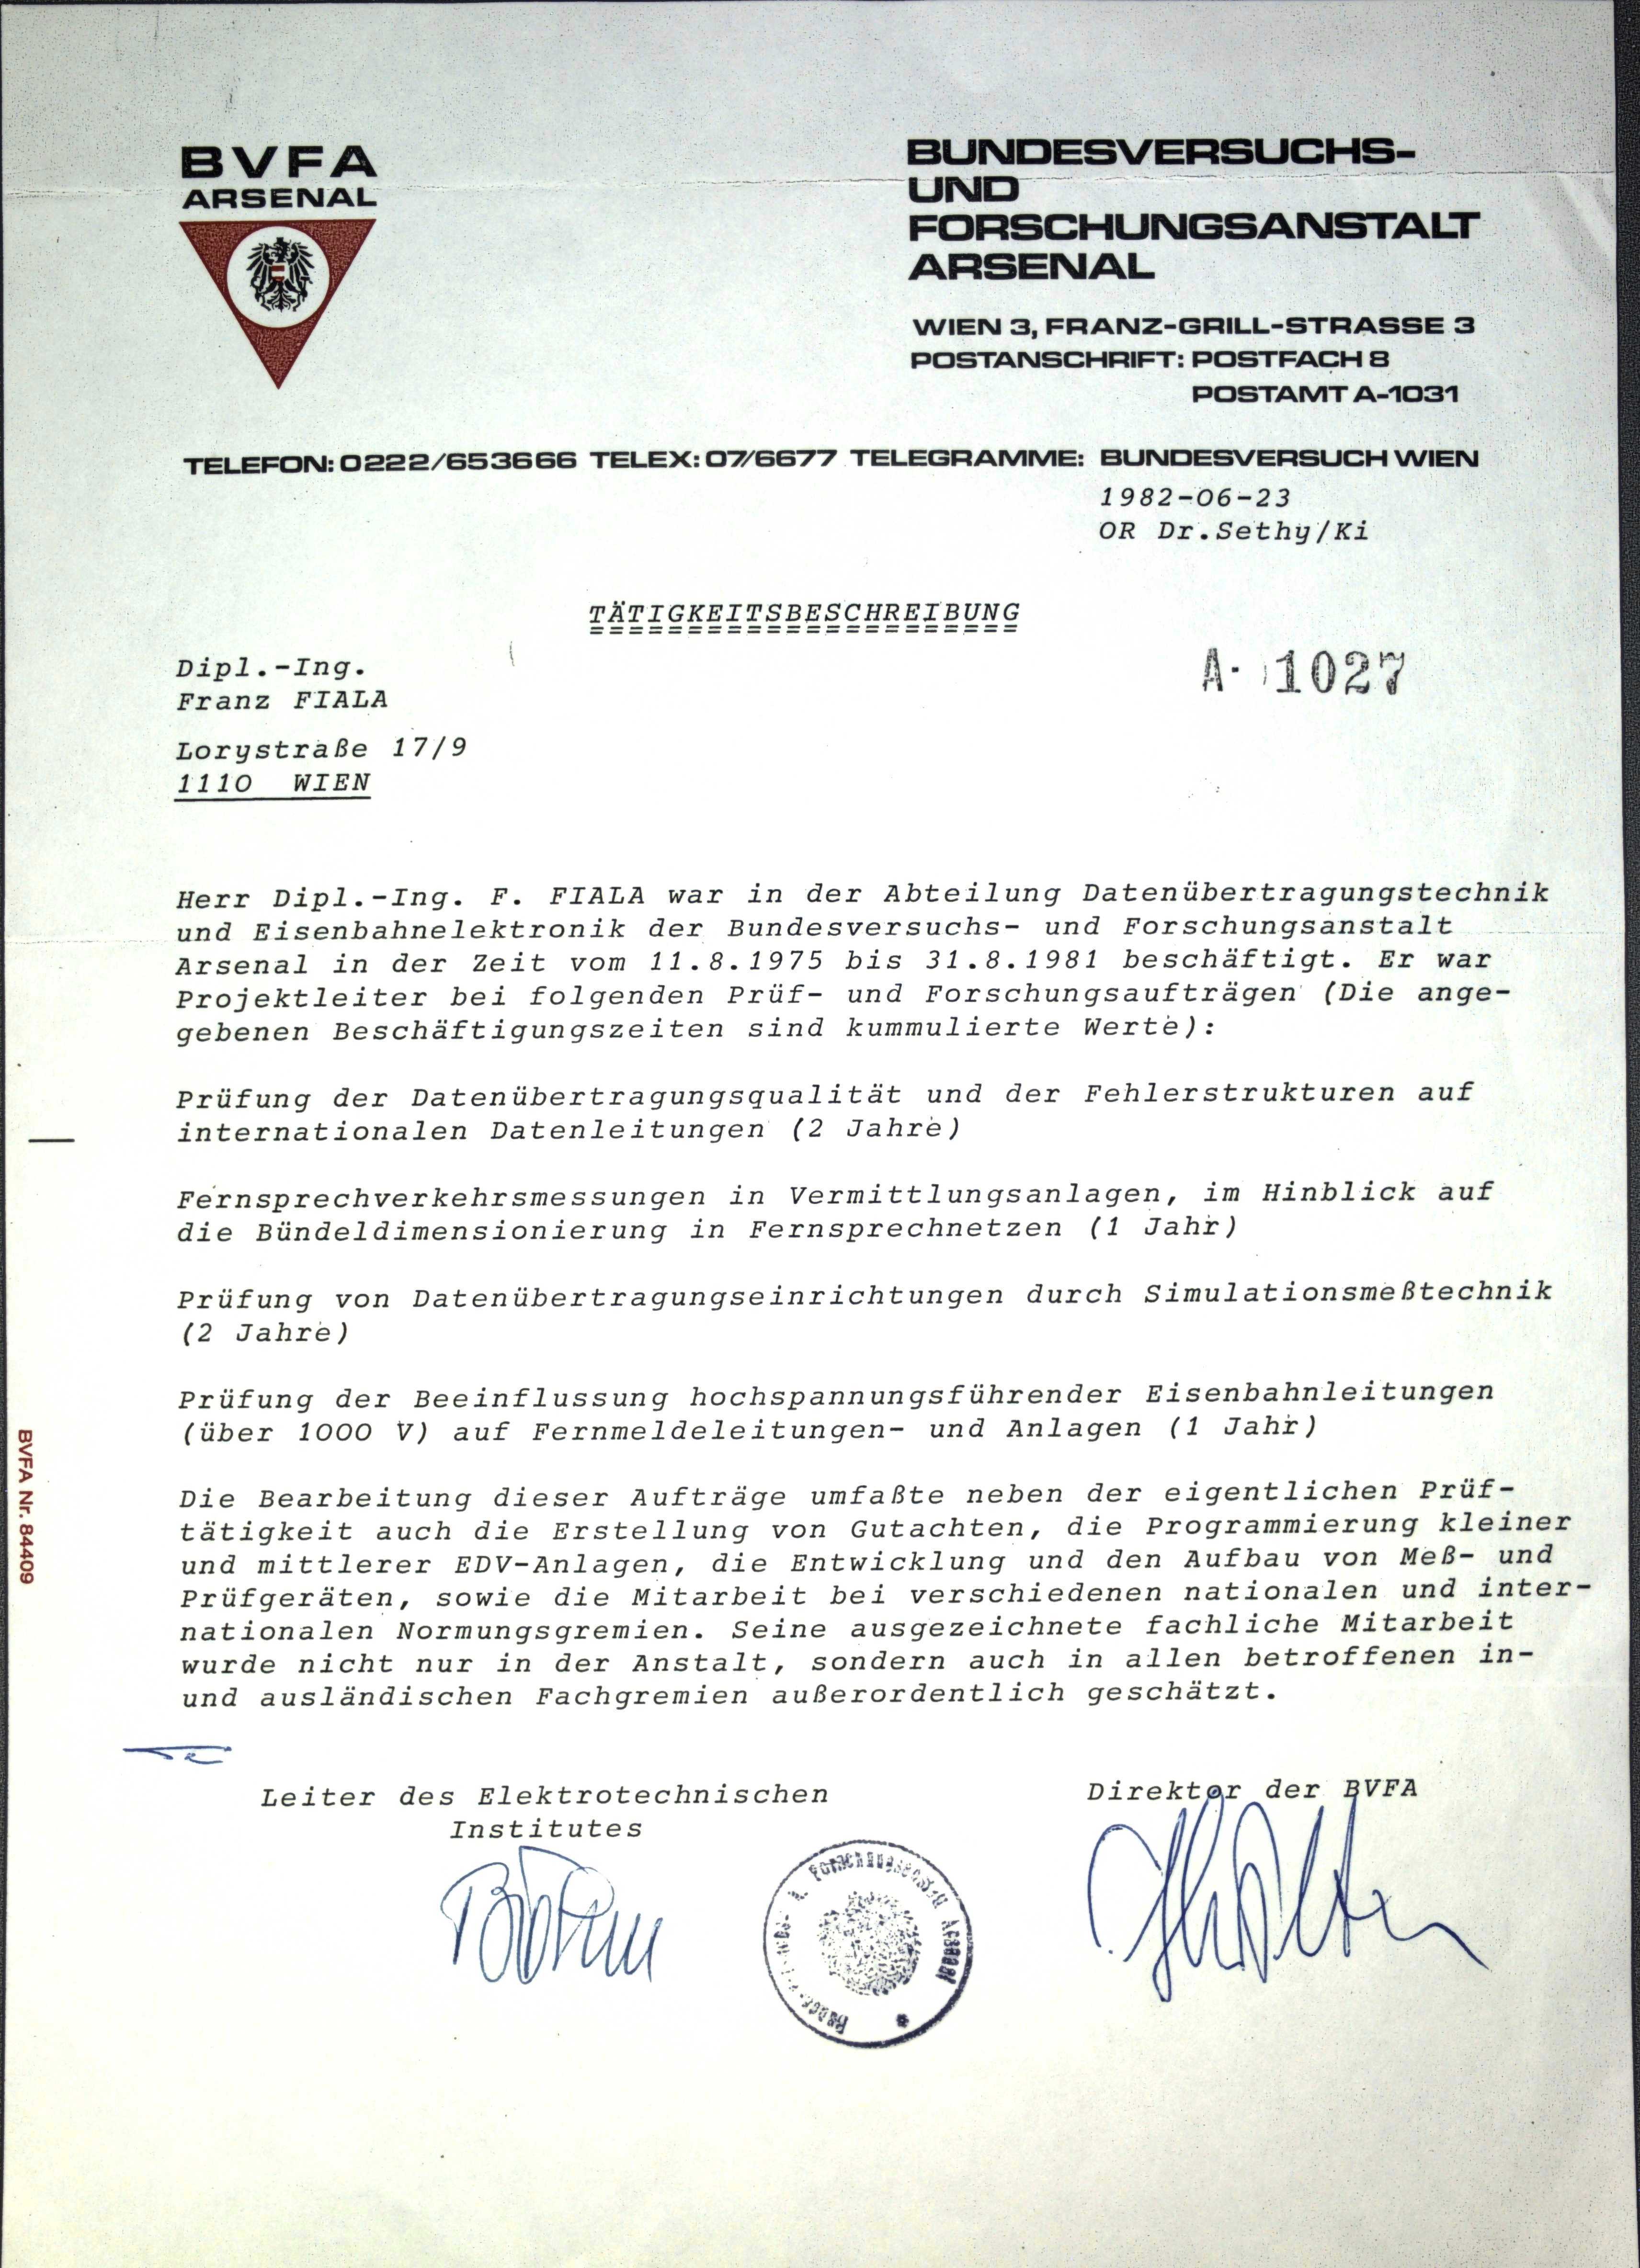 BVFA
ARSENAL
BUNDESVERSUCHS-
UND
FORSCHUNGSANSTALT
ARSENAL
WIEN 3, FRANZ-GRILL-STRASSE 3
POSTANSCHRIFT: POSTFACH 8
POSTAMT A-1031
TELEFON: 0222/653666 TELEX: 07/6677 TELEGRAMME: BUNDESVERSUCH WIEN
1982-06-23
OR Dr.Sethy/Ki
TÄTIGKEITSBESCHREIBUNG
Dipl.-Ing.
Franz FIALA
A- 1027
Lorystraße 17/9
1110 WIEN
Herr Dipl.-Ing. F. FIALA war in der Abteilung Datenübertragungstechnik
und Eisenbahnelektronik der Bundesversuchs- und Forschungsanstalt
Arsenal in der Zeit vom 11.8.1975 bis 31.8.1981 beschäftigt. Er war
Projektleiter bei folgenden Prüf- und Forschungsaufträgen (Die ange-
gebenen Beschäftigungszeiten sind kummulierte Werte):
Prüfung der Datenübertragungsqualität und der Fehlerstrukturen auf
internationalen Datenleitungen (2 Jahre)
Fernsprechverkehrsmessungen in Vermittlungsanlagen, im Hinblick auf
die Bündeldimensionierung in Fernsprechnetzen (1 Jahr)
Prüfung von Datenübertragungseinrichtungen durch Simulationsmeßtechnik
(2 Jahre)
Prüfung der Beeinflussung hochspannungsführender Eisenbahnleitungen
(über 1000 V) auf Fernmeldeleitungen- und Anlagen (1 Jahr)
Die Bearbeitung dieser Aufträge umfaßte neben der eigentlichen Prüf-
tätigkeit auch die Erstellung von Gutachten, die Programmierung kleiner
und mittlerer EDV-Anlagen, die Entwicklung und den Aufbau von Meß- und
Prüfgeräten, sowie die Mitarbeit bei verschiedenen nationalen und inter-
nationalen Normungsgremien. Seine ausgezeichnete fachliche Mitarbeit
wurde nicht nur in der Anstalt, sondern auch in allen betroffenen in-
und ausländischen Fachgremien außerordentlich geschätzt.
Leiter des Elektrotechnischen
Institutes
Direktor der BVFA
Arsenal
BVFA Nr. 84409